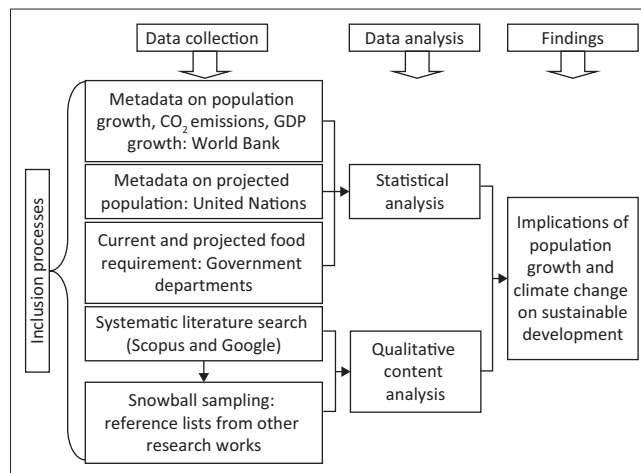 Data collection
Data analysis
Findings
Inclusion processes
Metadata on population
growth, CO₂ emissions, GDP
growth: World Bank
Metadata on projected
population: United Nations
Current and projected food
requirement: Government
departments
Systematic literature search
(Scopus and Google)
Snowball sampling:
reference lists from other
research works
Statistical
analysis
Qualitative
content
analysis
Implications of
population
growth and
climate change
on sustainable
development